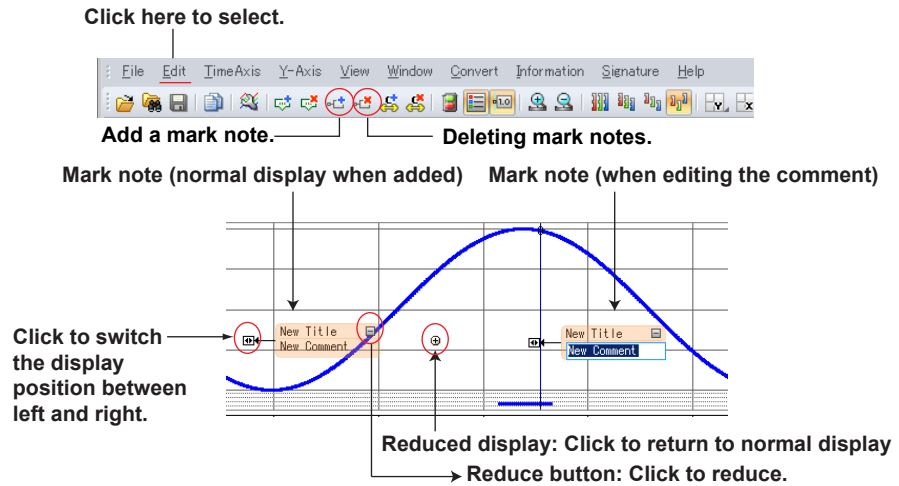 Click here to select.
File Edit TimeAxis Y-Axis View Window Convert Information Signature Help
1.0 Y X
Add a mark note. Deleting mark notes.
Mark note (normal display when added) Mark note (when editing the comment)
New Title
New Comment
New Title
New Comment
Click to switch
the display
position between
left and right.
Reduced display: Click to return to normal display
Reduce button: Click to reduce.